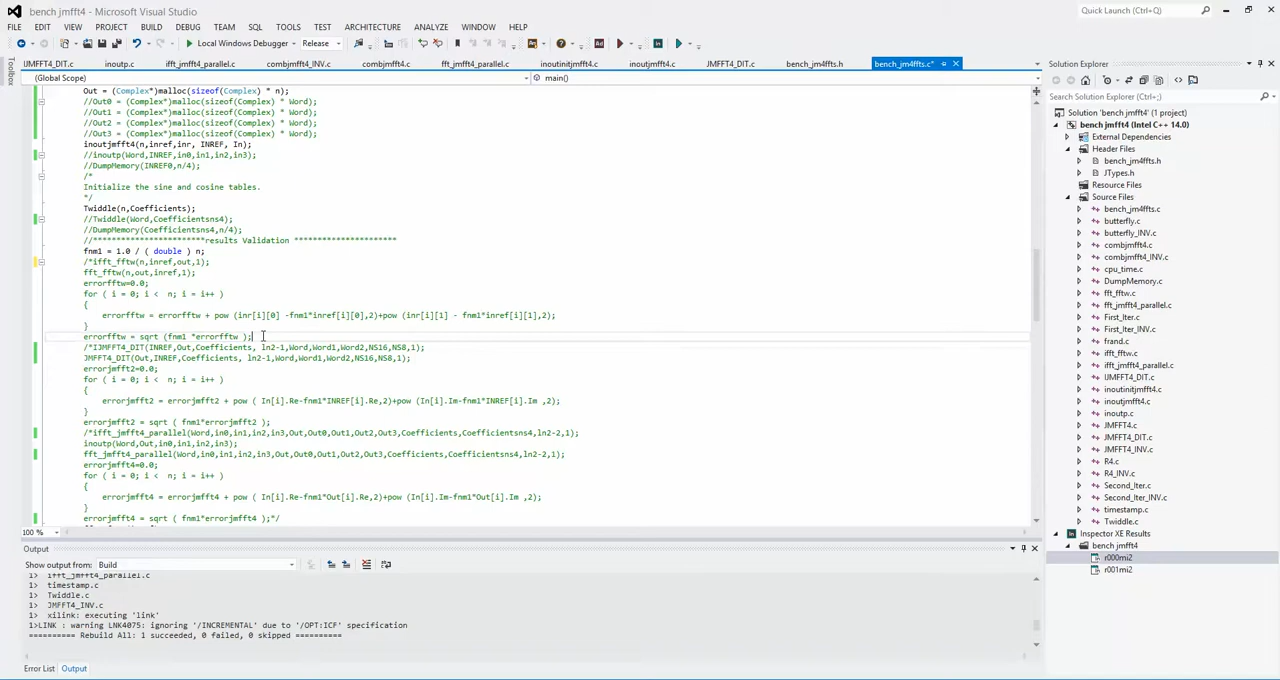 bench jmfft4 - Microsoft Visual Studio
Quick Launch (Ctrl+Q)
FILE EDIT VIEW PROJECT BUILD DEBUG TEAM SQL TOOLS TEST ARCHITECTURE ANALYZE WINDOW HELP
Local Windows Debugger Release
IJMFFT4_DIT.c inoutp.c ifft_jmfft4_parallel.c combjmfft4_INV.c combjmfft4.c fft_jmfft4_parallel.c inoutinitjmfft4.c inoutjmfft4.c bench_jm4ffts.h bench_jm4ffts.c*
Toolbox
(Global Scope) main()
Out = (Complex*)malloc(sizeof(Complex) * n);
//Out0 = (Complex*)malloc(sizeof(Complex) * Word);
//Out1 = (Complex*)malloc(sizeof(Complex) * Word);
//Out2 = (Complex*)malloc(sizeof(Complex) * Word);
//Out3 = (Complex*)malloc(sizeof(Complex) * Word);
inoutjmfft4(n,inref,inr, INREF, In);
//inoutp(Word,INREF,in0,in1,in2,in3);
//DumpMemory(INREF0,n/4);
/*
Initialize the sine and cosine tables.
*/
Twiddle(n,Coefficients);
//Twiddle(Word,Coefficientsns4);
//DumpMemory(Coefficientsns4,n/4);
//************************results Validation **********************
fnm1 = 1.0 / ( double ) n;
/*ifft_fftw(n,inref,out,1);
fft_fftw(n,out,inref,1);
errorfftw=0.0;
for ( i = 0; i <  n; i = i++ )
{
errorfftw = errorfftw + pow (inr[i][0] -fnm1*inref[i][0],2)+pow (inr[i][1] - fnm1*inref[i][1],2);
}
errorfftw = sqrt (fnm1 *errorfftw );
/*IJMFFT4_DIT(INREF,Out,Coefficients, ln2-1,Word,Word1,Word2,NS16,NS8,1);
JMFFT4_DIT(Out,INREF,Coefficients, ln2-1,Word,Word1,Word2,NS16,NS8,1);
errorjmfft2=0.0;
for ( i = 0; i <  n; i = i++ )
{
errorjmfft2 = errorjmfft2 + pow ( In[i].Re-fnm1*INREF[i].Re,2)+pow (In[i].Im-fnm1*INREF[i].Im ,2);
}
errorjmfft2 = sqrt ( fnm1*errorjmfft2 );
/*ifft_jmfft4_parallel(Word,in0,in1,in2,in3,Out,Out0,Out1,Out2,Out3,Coefficients,Coefficientsns4,ln2-2,1);
inoutp(Word,Out,in0,in1,in2,in3);
fft_jmfft4_parallel(Word,in0,in1,in2,in3,Out,Out0,Out1,Out2,Out3,Coefficients,Coefficientsns4,ln2-2,1);
errorjmfft4=0.0;
for ( i = 0; i <  n; i = i++ )
{
errorjmfft4 = errorjmfft4 + pow ( In[i].Re-fnm1*Out[i].Re,2)+pow (In[i].Im-fnm1*Out[i].Im ,2);
}
errorjmfft4 = sqrt ( fnm1*errorjmfft4 );*/
100 %
Output
Show output from: Build
1>  ifft_jmfft4_parallel.c
1>  timestamp.c
1>  Twiddle.c
1>  JMFFT4_INV.c
1>  xilink: executing 'link'
1>LINK : warning LNK4075: ignoring '/INCREMENTAL' due to '/OPT:ICF' specification
========== Rebuild All: 1 succeeded, 0 failed, 0 skipped ==========
Error List Output
Solution Explorer
Search Solution Explorer (Ctrl+;)
Solution 'bench jmfft4' (1 project)
bench jmfft4 (Intel C++ 14.0)
External Dependencies
Header Files
bench_jm4ffts.h
JTypes.h
Resource Files
Source Files
bench_jm4ffts.c
butterfly.c
butterfly_INV.c
combjmfft4.c
combjmfft4_INV.c
cpu_time.c
DumpMemory.c
fft_fftw.c
fft_jmfft4_parallel.c
First_Iter.c
First_Iter_INV.c
frand.c
ifft_fftw.c
ifft_jmfft4_parallel.c
IJMFFT4_DIT.c
inoutinitjmfft4.c
inoutjmfft4.c
inoutp.c
JMFFT4.c
JMFFT4_DIT.c
JMFFT4_INV.c
R4.c
R4_INV.c
Second_Iter.c
Second_Iter_INV.c
timestamp.c
Twiddle.c
Inspector XE Results
bench jmfft4
r000mi2
r001mi2